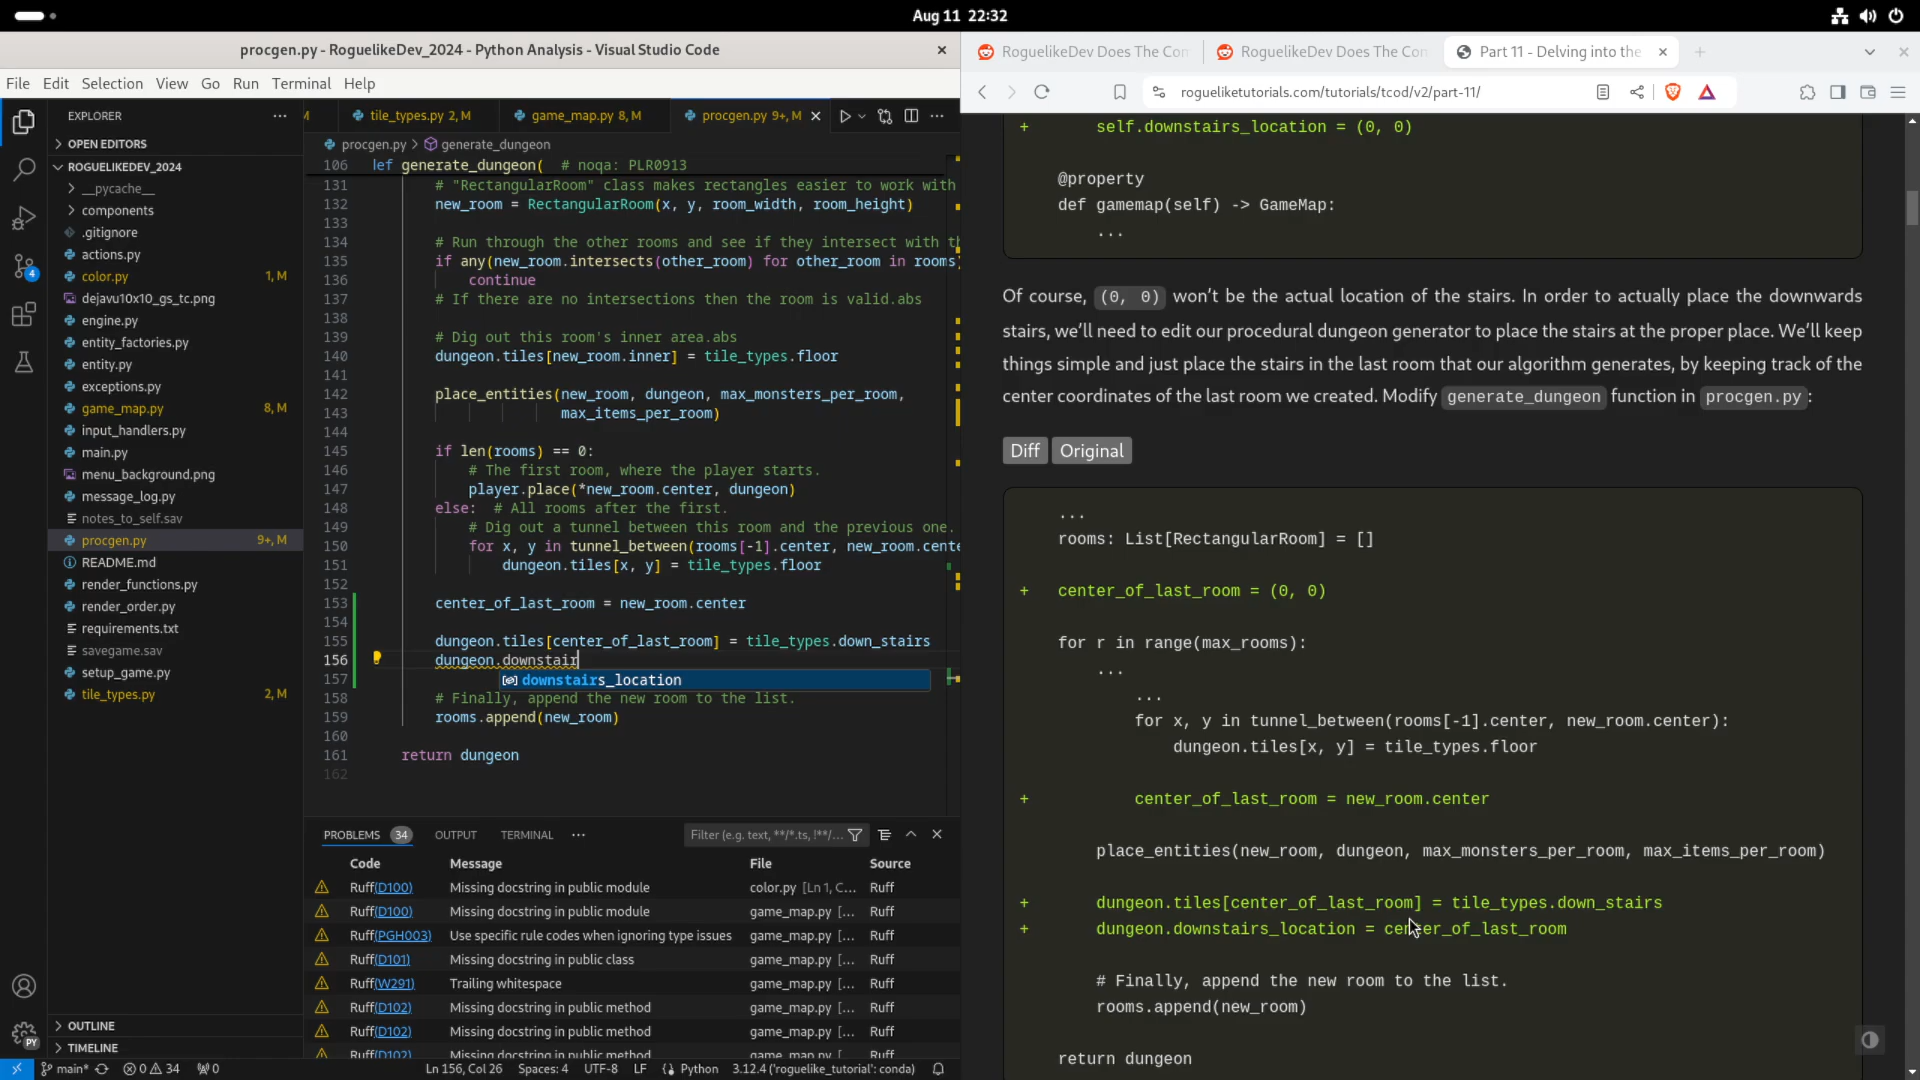 Aug 11 22:32
procgen.py - RoguelikeDev_2024 - Python Analysis - Visual Studio Code
File Edit Selection View Go Run Terminal Help
EXPLORER
OPEN EDITORS
ROGUELIKEDEV_2024
__pycache__
components
.gitignore
actions.py
color.py 1, M
dejavu10x10_gs_tc.png
engine.py
entity_factories.py
entity.py
exceptions.py
game_map.py 8, M
input_handlers.py
main.py
menu_background.png
message_log.py
notes_to_self.sav
procgen.py 9+, M
README.md
render_functions.py
render_order.py
requirements.txt
savegame.sav
setup_game.py
tile_types.py 2, M
OUTLINE
TIMELINE
4
PY
M tile_types.py 2, M game_map.py 8, M procgen.py 9+, M
procgen.py > generate_dungeon
106 def generate_dungeon( # noqa: PLR0913
131 # "RectangularRoom" class makes rectangles easier to work with
132 new_room = RectangularRoom(x, y, room_width, room_height)
133
134 # Run through the other rooms and see if they intersect with th
135 if any(new_room.intersects(other_room) for other_room in rooms)
136 continue
137 # If there are no intersections then the room is valid.abs
138
139 # Dig out this room's inner area.abs
140 dungeon.tiles[new_room.inner] = tile_types.floor
141
142 place_entities(new_room, dungeon, max_monsters_per_room,
143 max_items_per_room)
144
145 if len(rooms) == 0:
146 # The first room, where the player starts.
147 player.place(*new_room.center, dungeon)
148 else: # All rooms after the first.
149 # Dig out a tunnel between this room and the previous one.
150 for x, y in tunnel_between(rooms[-1].center, new_room.cente
151 dungeon.tiles[x, y] = tile_types.floor
152
153 center_of_last_room = new_room.center
154
155 dungeon.tiles[center_of_last_room] = tile_types.down_stairs
156 dungeon.downstair
157 downstairs_location
158 # Finally, append the new room to the list.
159 rooms.append(new_room)
160
161 return dungeon
162
PROBLEMS 34 OUTPUT TERMINAL Filter (e.g. text, **/*.ts, !**/...
Code Message File Source
Ruff(D100) Missing docstring in public module color.py [Ln 1, C... Ruff
Ruff(D100) Missing docstring in public module game_map.py [... Ruff
Ruff(PGH003) Use specific rule codes when ignoring type issues game_map.py [... Ruff
Ruff(D101) Missing docstring in public class game_map.py [... Ruff
Ruff(W291) Trailing whitespace game_map.py [... Ruff
Ruff(D102) Missing docstring in public method game_map.py [... Ruff
Ruff(D102) Missing docstring in public method game_map.py [... Ruff
Ruff(D102) Missing docstring in public method game_map.py [... Ruff
main* 0 34 0 Ln 156, Col 26 Spaces: 4 UTF-8 LF Python 3.12.4 ('roguelike_tutorial': conda)
RoguelikeDev Does The Con RoguelikeDev Does The Con Part 11 - Delving into the
rogueliketutorials.com/tutorials/tcod/v2/part-11/
+ self.downstairs_location = (0, 0)
@property
def gamemap(self) -> GameMap:
...
Of course, (0, 0) won't be the actual location of the stairs. In order to actually place the downwards
stairs, we'll need to edit our procedural dungeon generator to place the stairs at the proper place. We'll keep
things simple and just place the stairs in the last room that our algorithm generates, by keeping track of the
center coordinates of the last room we created. Modify generate_dungeon function in procgen.py:
Diff Original
...
rooms: List[RectangularRoom] = []
+ center_of_last_room = (0, 0)
for r in range(max_rooms):
...
...
for x, y in tunnel_between(rooms[-1].center, new_room.center):
dungeon.tiles[x, y] = tile_types.floor
+ center_of_last_room = new_room.center
place_entities(new_room, dungeon, max_monsters_per_room, max_items_per_room)
+ dungeon.tiles[center_of_last_room] = tile_types.down_stairs
+ dungeon.downstairs_location = center_of_last_room
# Finally, append the new room to the list.
rooms.append(new_room)
return dungeon